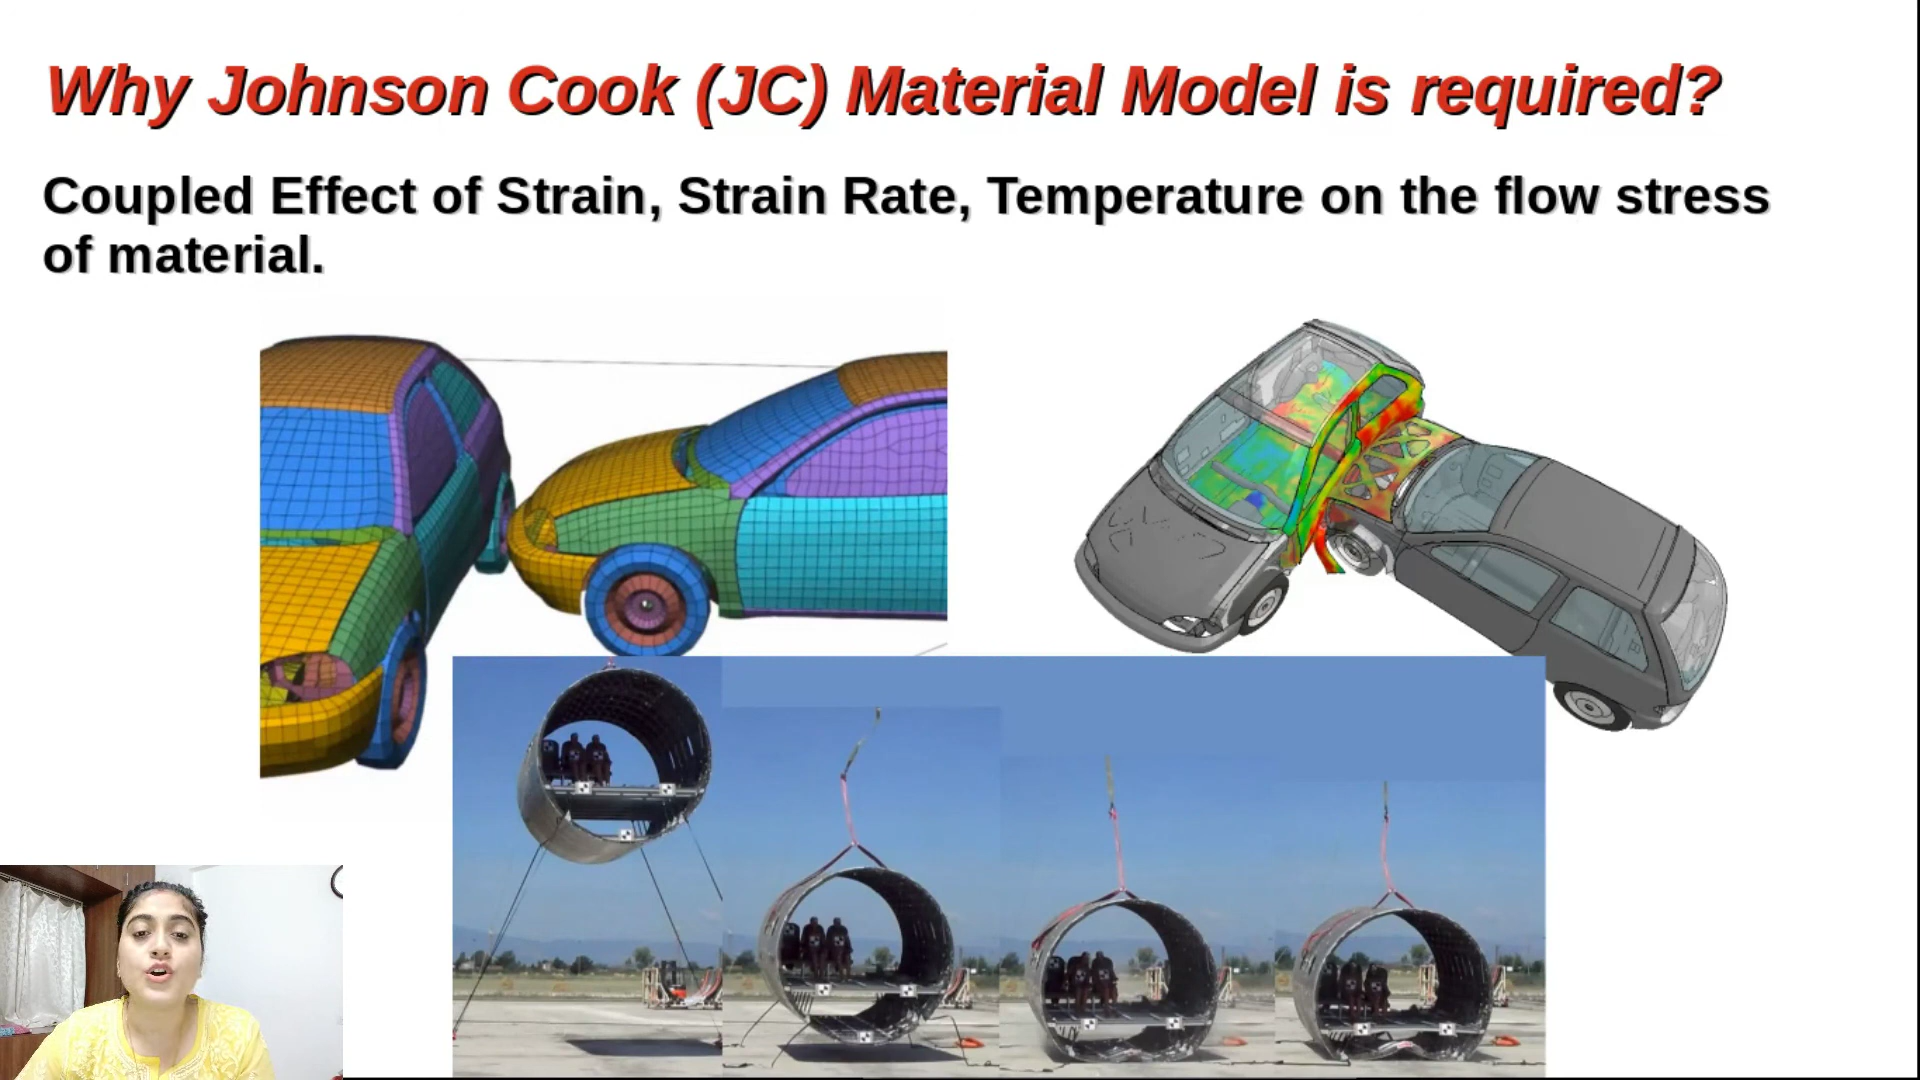 Why Johnson Cook (JC) Material Model is required?
Coupled Effect of Strain, Strain Rate, Temperature on the flow stress
of material.